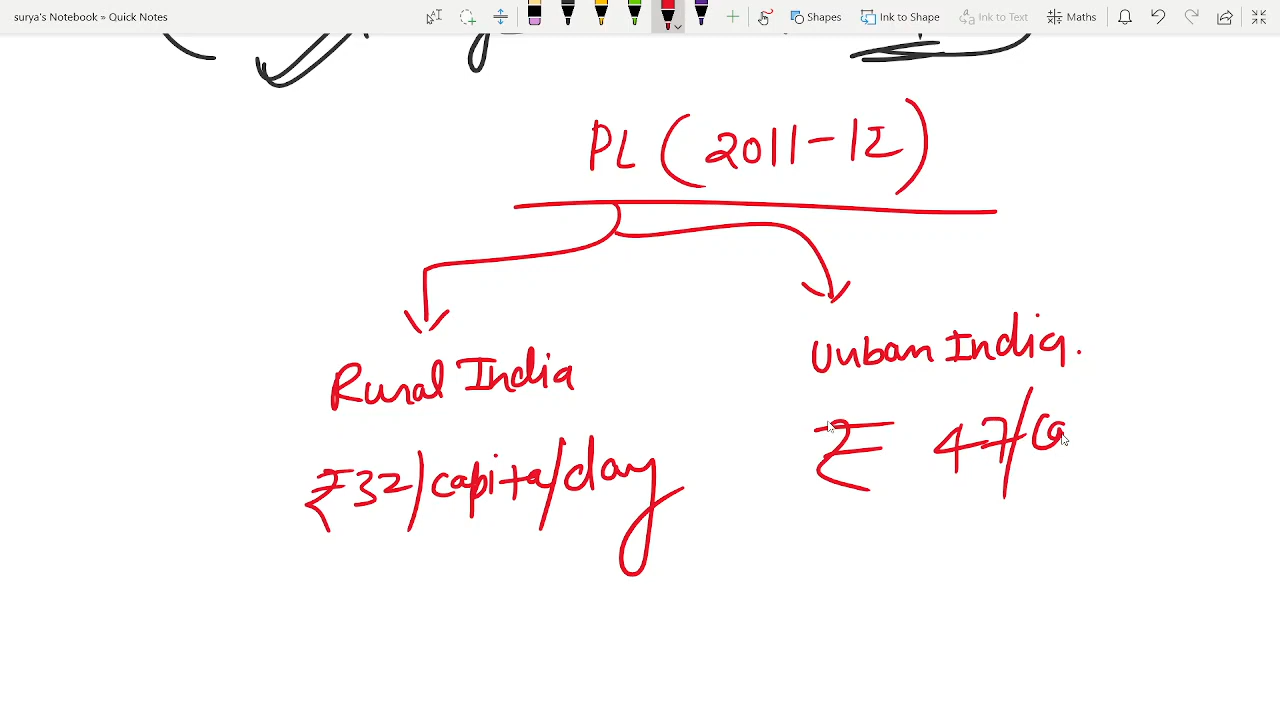 surya's Notebook » Quick Notes
Shapes
Ink to Shape
Ink to Text
Maths
PL (2011-12)
Rural India
Urban India.
₹32/capita/day
₹ 47/Ca